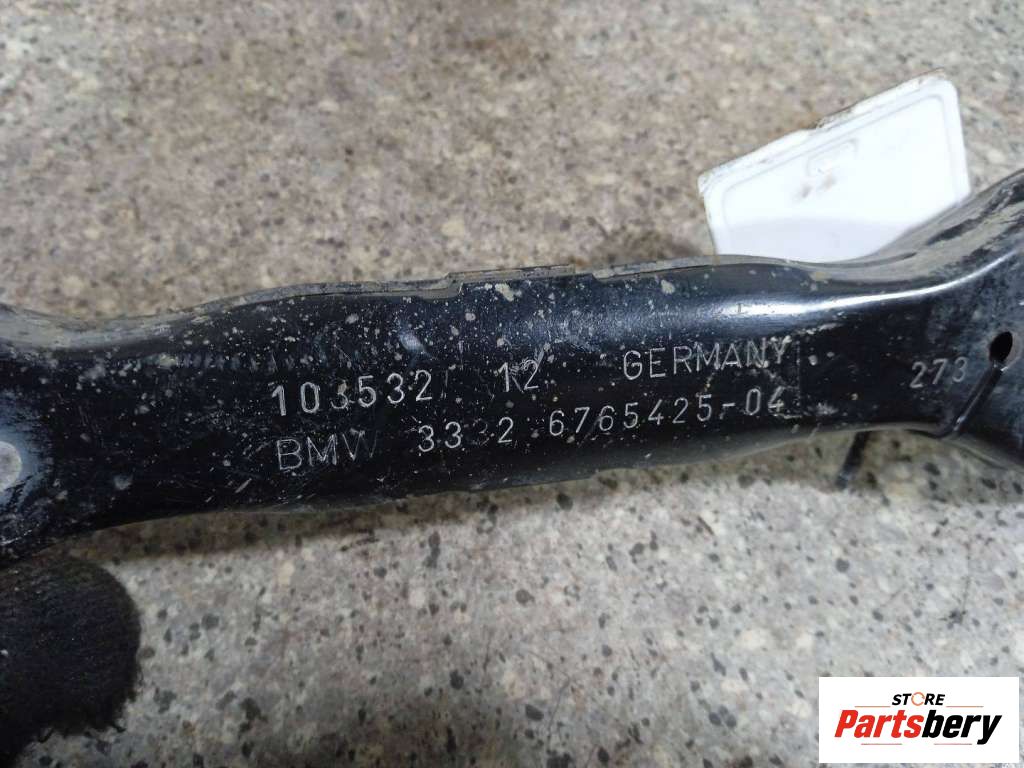 103532 12 GERMANY
BMW 3332 6765425-04
273
STORE
Partsbery